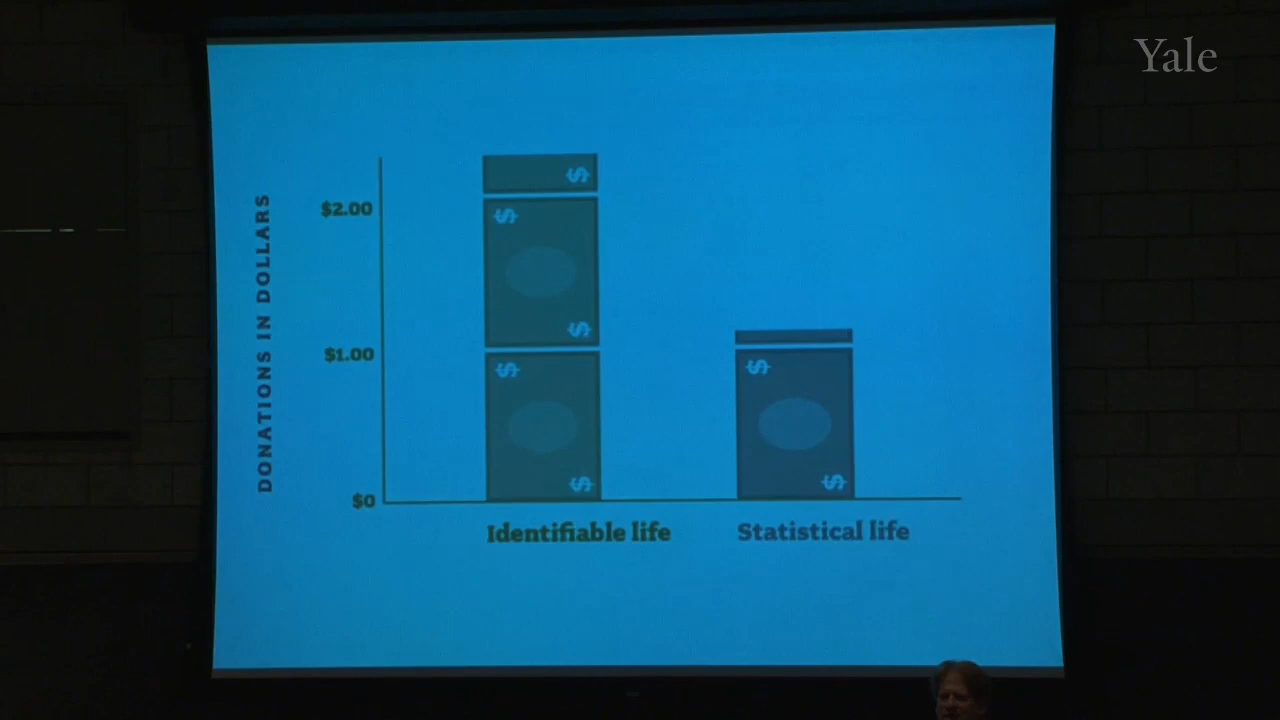 Yale
DONATIONS IN DOLLARS
$2.00
$1.00
$0
$
$
$
$
$
$
$
Identifiable life
Statistical life